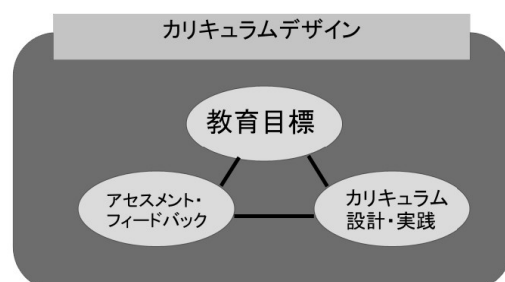 カリキュラムデザイン
教育目標
アセスメント・
フィードバック
カリキュラム
設計・実践